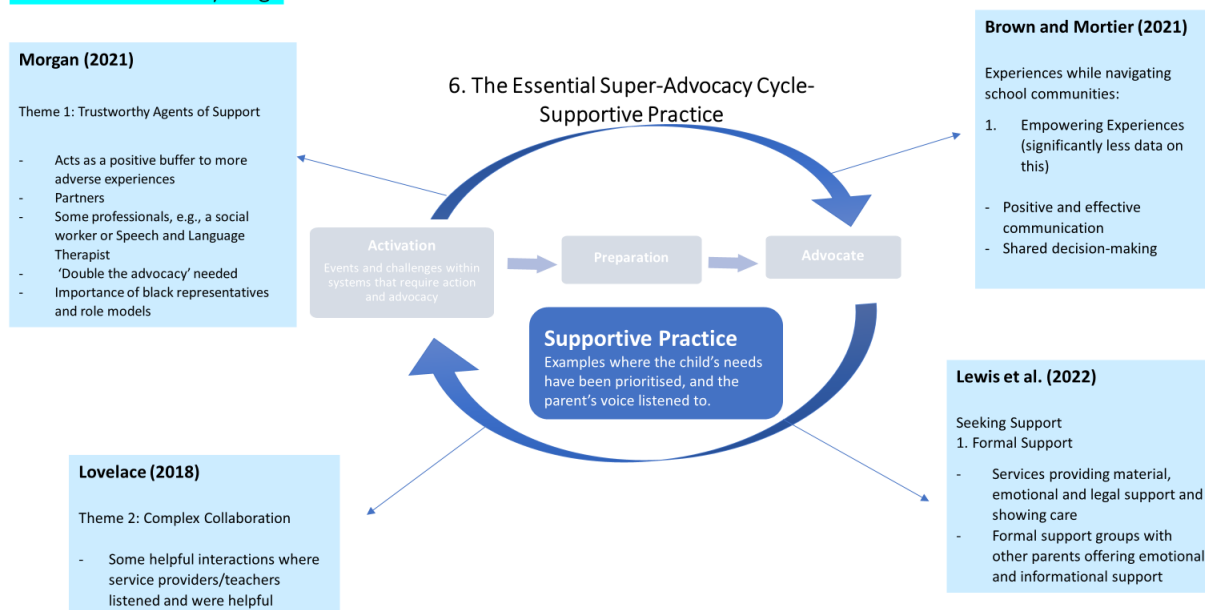 Morgan (2021)
Theme 1: Trustworthy Agents of Support
- Acts as a positive buffer to more
adverse experiences
- Partners
- Some professionals, e.g., a social
worker or Speech and Language
Therapist
- ‘Double the advocacy’ needed
- Importance of black representatives
and role models
6. The Essential Super-Advocacy Cycle-
Supportive Practice
Brown and Mortier (2021)
Experiences while navigating
school communities:
1. Empowering Experiences
(significantly less data on
this)
- Positive and effective
communication
- Shared decision-making
Activation
Events and challenges within
systems that require action
and advocacy
Preparation
Advocate
Supportive Practice
Examples where the child’s needs
have been prioritised, and the
parent’s voice listened to.
Lovelace (2018)
Theme 2: Complex Collaboration
- Some helpful interactions where
service providers/teachers
listened and were helpful
Lewis et al. (2022)
Seeking Support
1. Formal Support
- Services providing material,
emotional and legal support and
showing care
- Formal support groups with
other parents offering emotional
and informational support